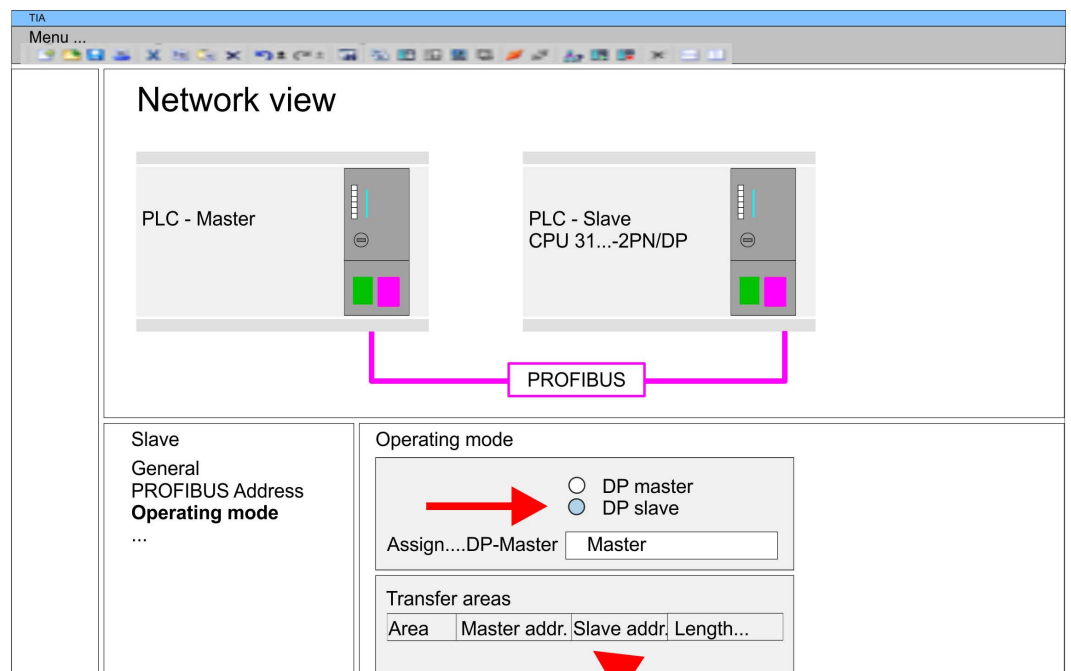 TIA
Menu ...
Network view
PLC - Master
PLC - Slave
CPU 31...-2PN/DP
PROFIBUS
Slave
General
PROFIBUS Address
Operating mode
...
Operating mode
DP master
DP slave
Assign....DP-Master Master
Transfer areas
Area Master addr. Slave addr. Length...